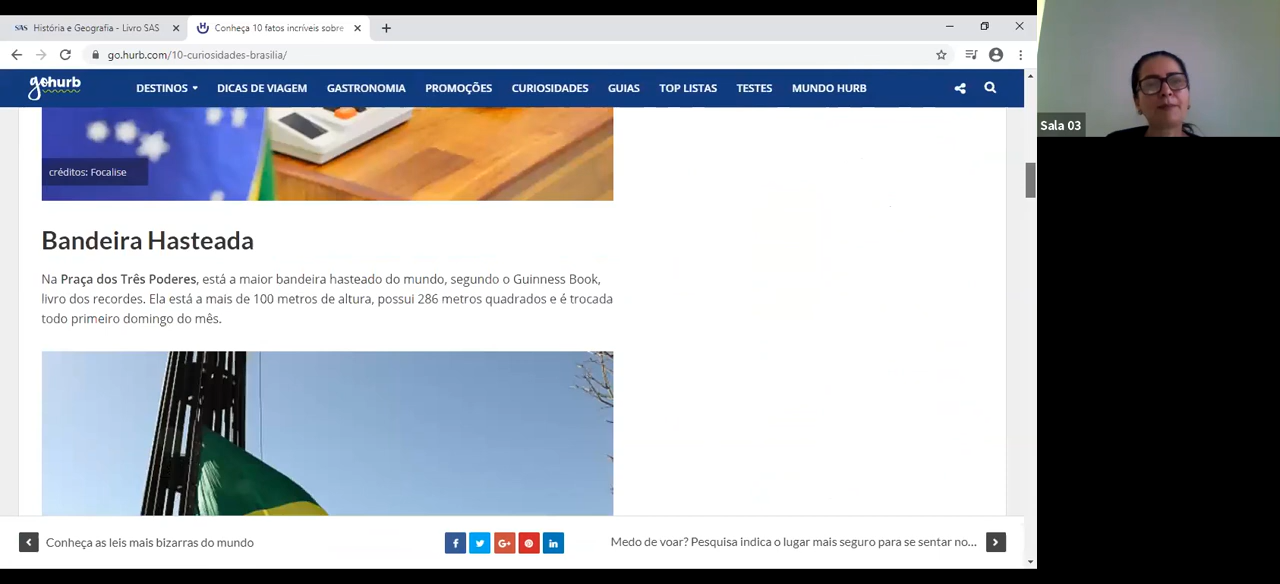 SAS História e Geografia - Livro SAS
Conheça 10 fatos incríveis sobre
go.hurb.com/10-curiosidades-brasilia/
gohurb
DESTINOS DICAS DE VIAGEM GASTRONOMIA PROMOÇÕES CURIOSIDADES GUIAS TOP LISTAS TESTES MUNDO HURB
Sala 03
créditos: Focalise
Bandeira Hasteada
Na Praça dos Três Poderes, está a maior bandeira hasteado do mundo, segundo o Guinness Book,
livro dos recordes. Ela está a mais de 100 metros de altura, possui 286 metros quadrados e é trocada
todo primeiro domingo do mês.
Conheça as leis mais bizarras do mundo
f G+ in
Medo de voar? Pesquisa indica o lugar mais seguro para se sentar no...